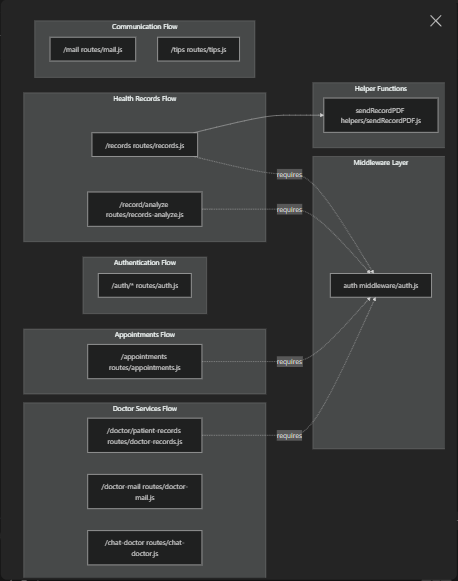 Communication Flow
/mail routes/mail.js
/tips routes/tips.js
Health Records Flow
/records routes/records.js
/record/analyze
routes/records-analyze.js
Helper Functions
sendRecordPDF
helpers/sendRecordPDF.js
Middleware Layer
requires
requires
auth middleware/auth.js
Authentication Flow
/auth/* routes/auth.js
Appointments Flow
/appointments
routes/appointments.js
requires
Doctor Services Flow
/doctor/patient-records
routes/doctor-records.js
requires
/doctor-mail routes/doctor-
mail.js
/chat-doctor routes/chat-
doctor.js